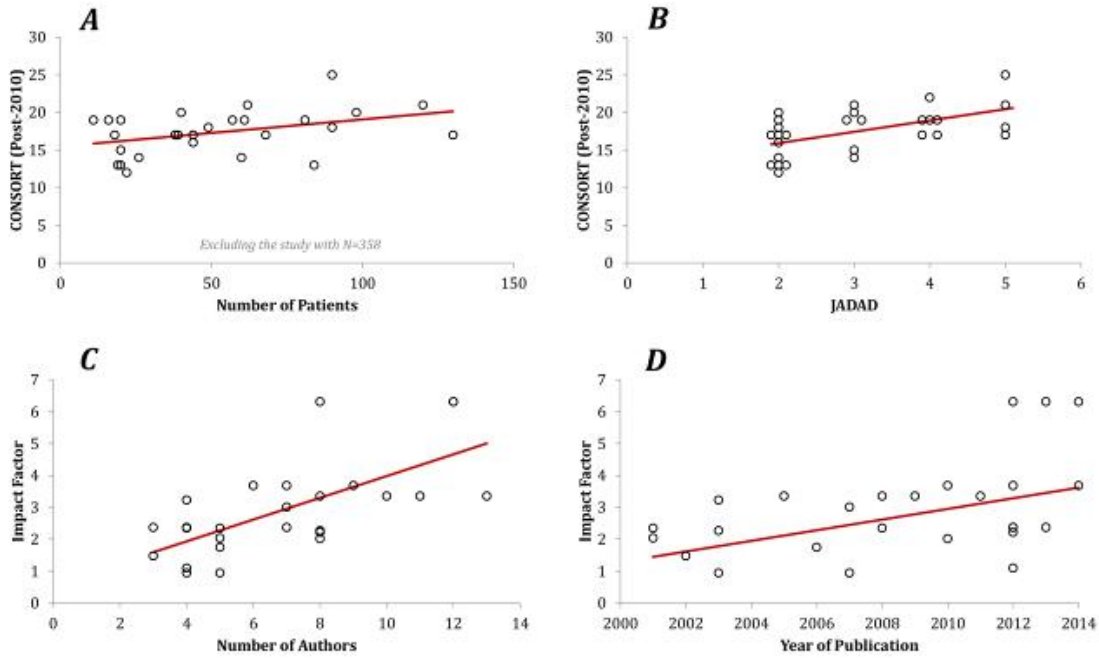 A
30
25
20
15
10
5
0
CONSORT (Post-2010)
Excluding the study with N=358
0 50 100 150
Number of Patients
B
30
25
20
15
10
5
0
CONSORT (Post-2010)
0 1 2 3 4 5 6
JADAD
C
7
6
5
4
3
2
1
0
Impact Factor
0 2 4 6 8 10 12 14
Number of Authors
D
7
6
5
4
3
2
1
0
Impact Factor
2000 2002 2004 2006 2008 2010 2012 2014
Year of Publication